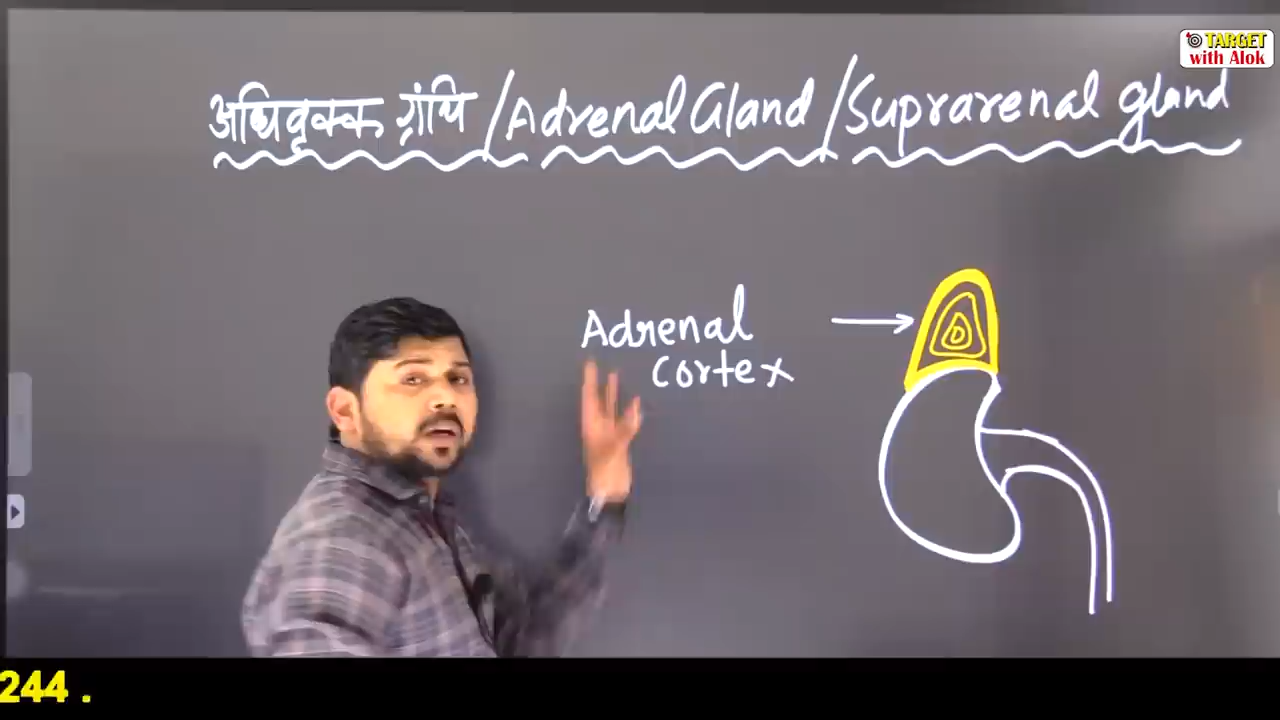 TARGET
with Alok
अधिवृक्क ग्रंथि / Adrenal Gland / Suprarenal gland
Adrenal
cortex
244 .